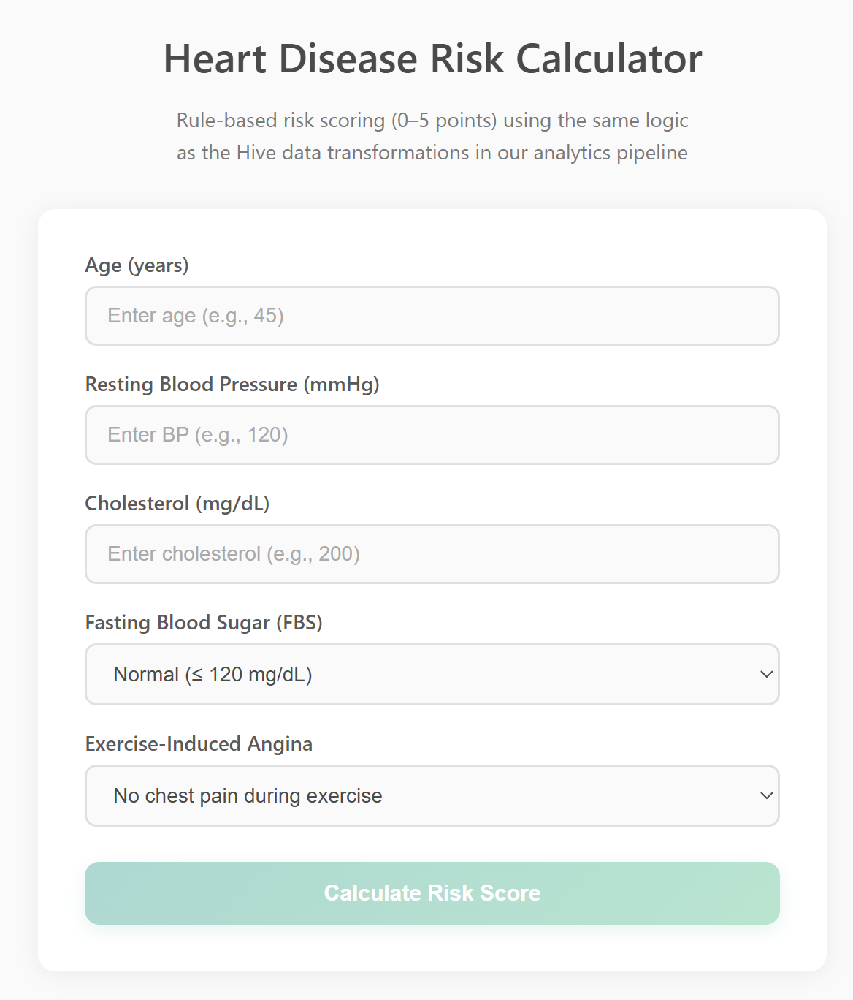 Heart Disease Risk Calculator
Rule-based risk scoring (0–5 points) using the same logic
as the Hive data transformations in our analytics pipeline
Age (years)
Enter age (e.g., 45)
Resting Blood Pressure (mmHg)
Enter BP (e.g., 120)
Cholesterol (mg/dL)
Enter cholesterol (e.g., 200)
Fasting Blood Sugar (FBS)
Normal (≤ 120 mg/dL)
Exercise-Induced Angina
No chest pain during exercise
Calculate Risk Score